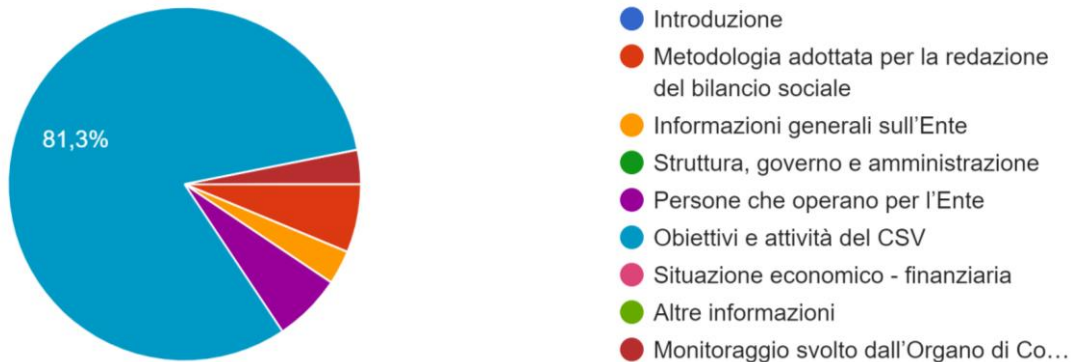 81,3%
Introduzione
Metodologia adottata per la redazione
del bilancio sociale
Informazioni generali sull'Ente
Struttura, governo e amministrazione
Persone che operano per l'Ente
Obiettivi e attività del CSV
Situazione economico - finanziaria
Altre informazioni
Monitoraggio svolto dall'Organo di Co…